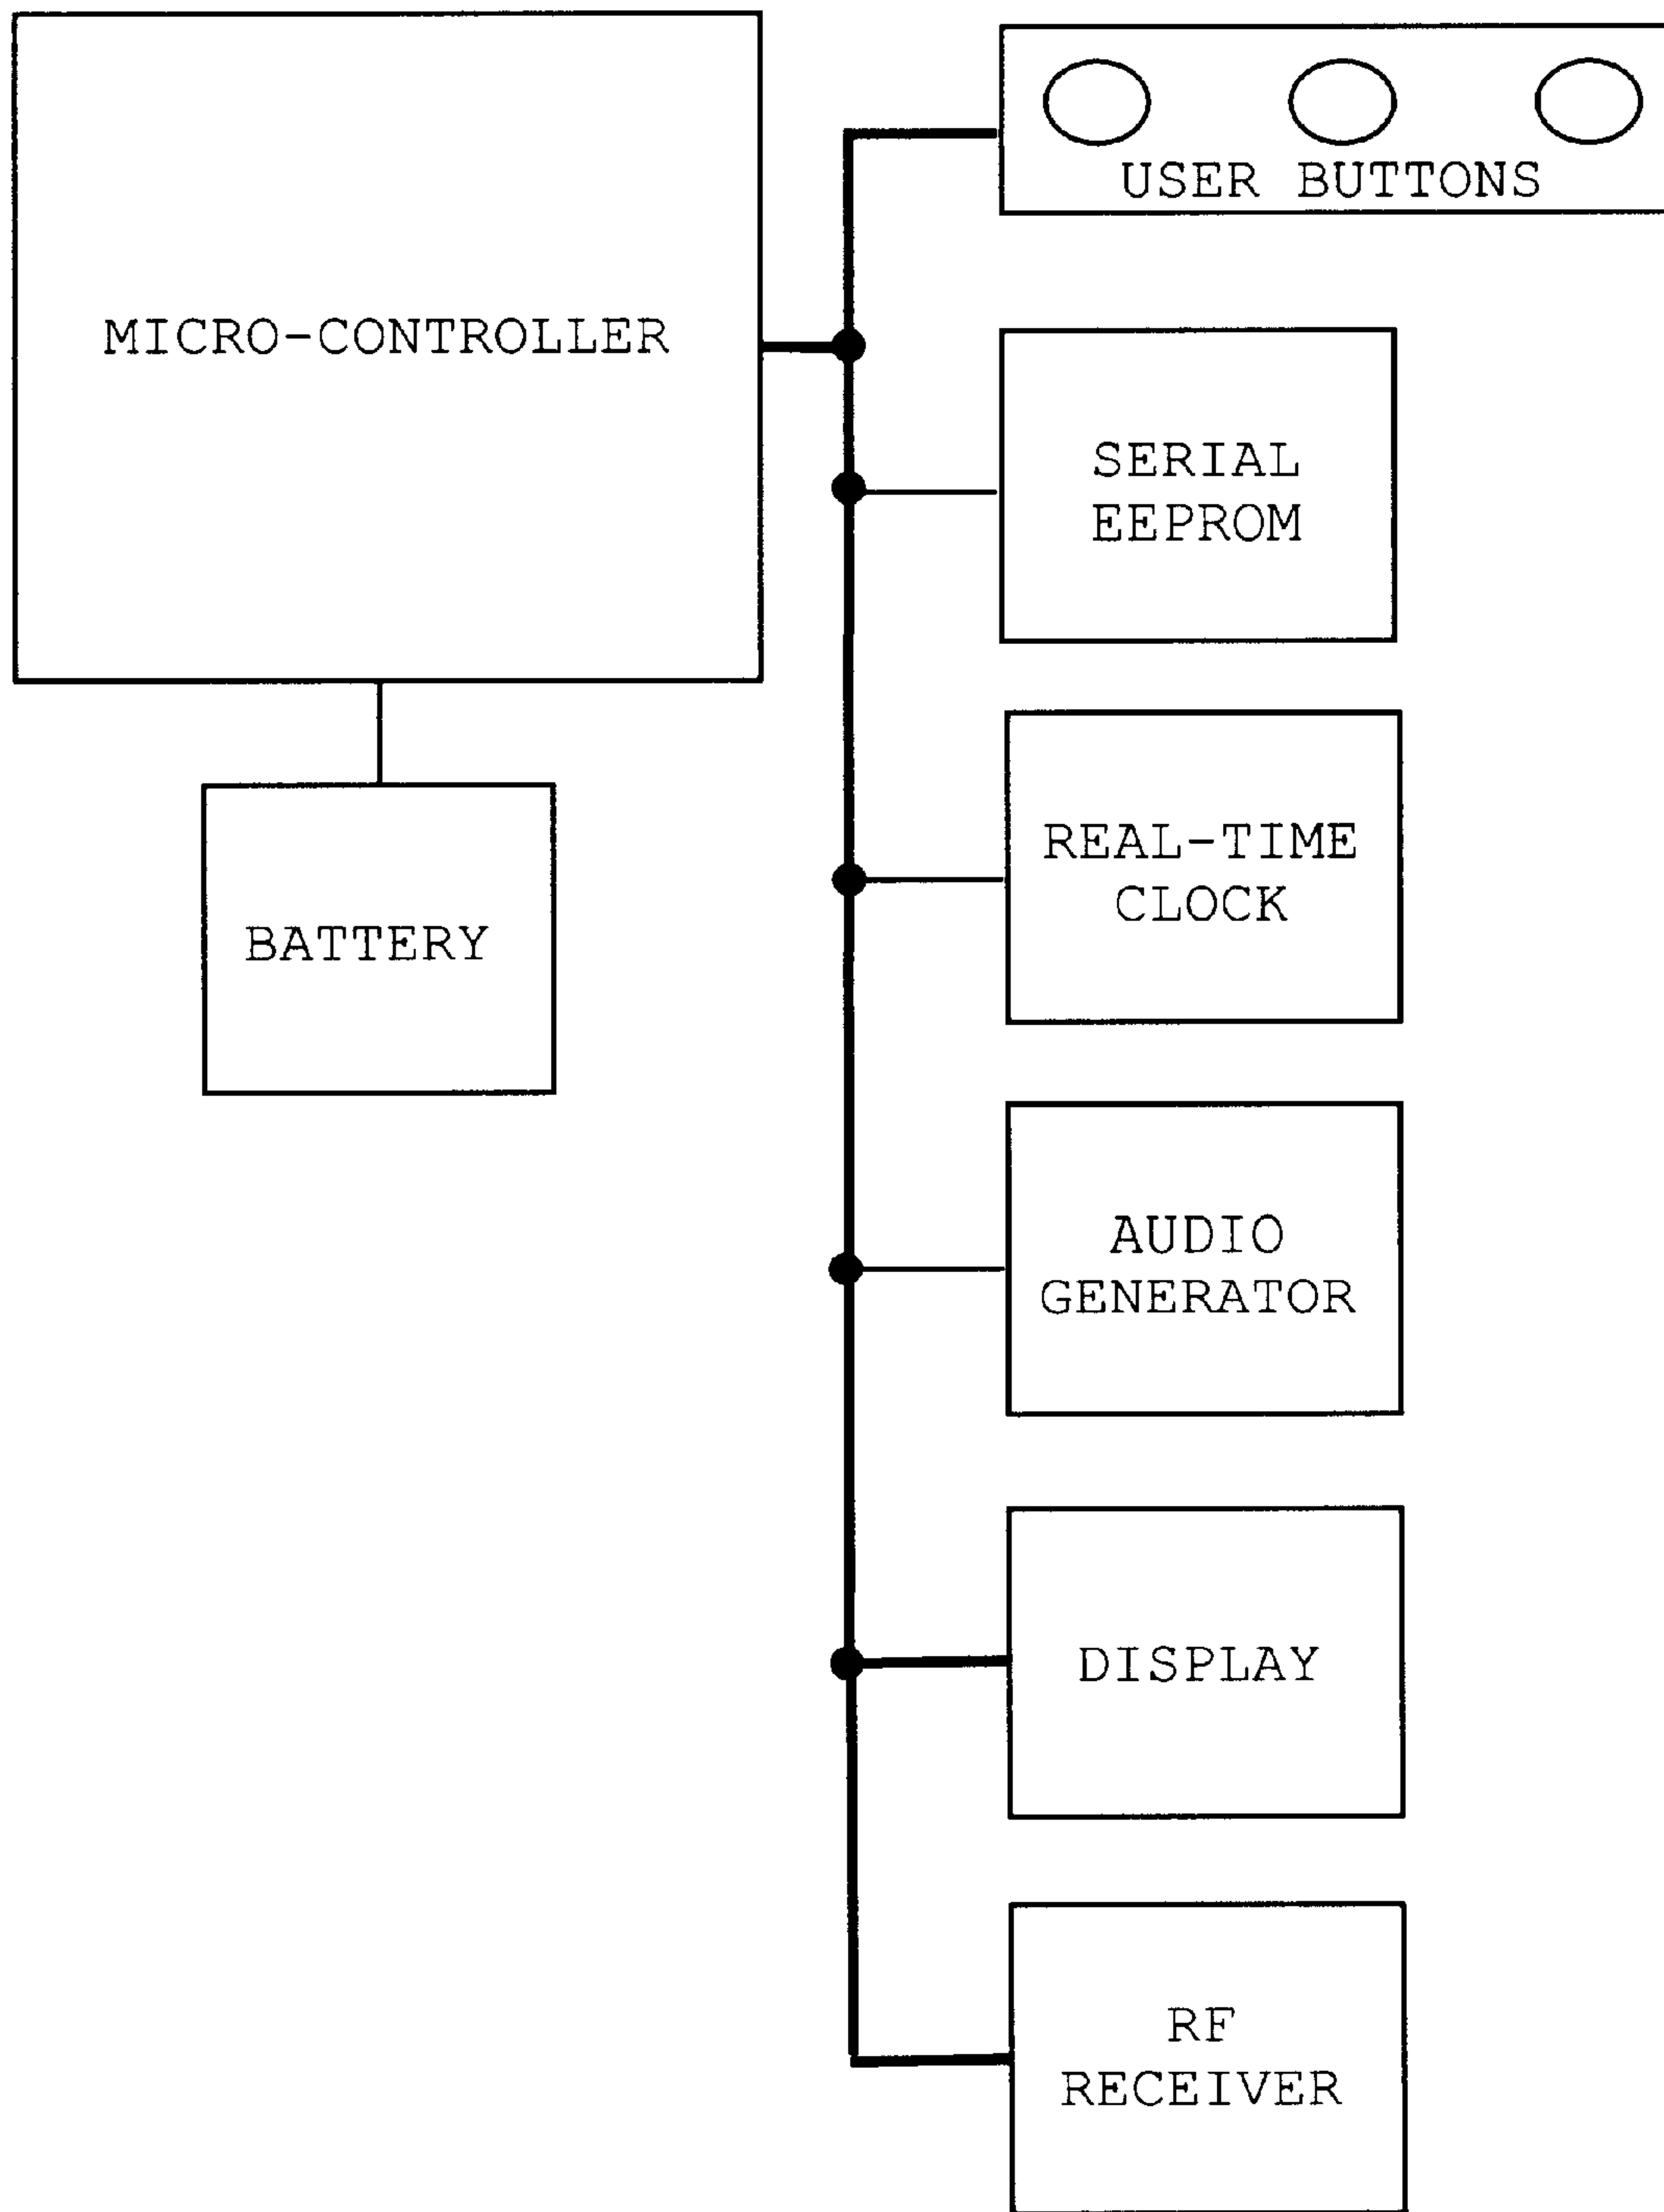 MICRO-CONTROLLER
BATTERY
USER BUTTONS
SERIAL
EEPROM
REAL-TIME
CLOCK
AUDIO
GENERATOR
DISPLAY
RF
RECEIVER